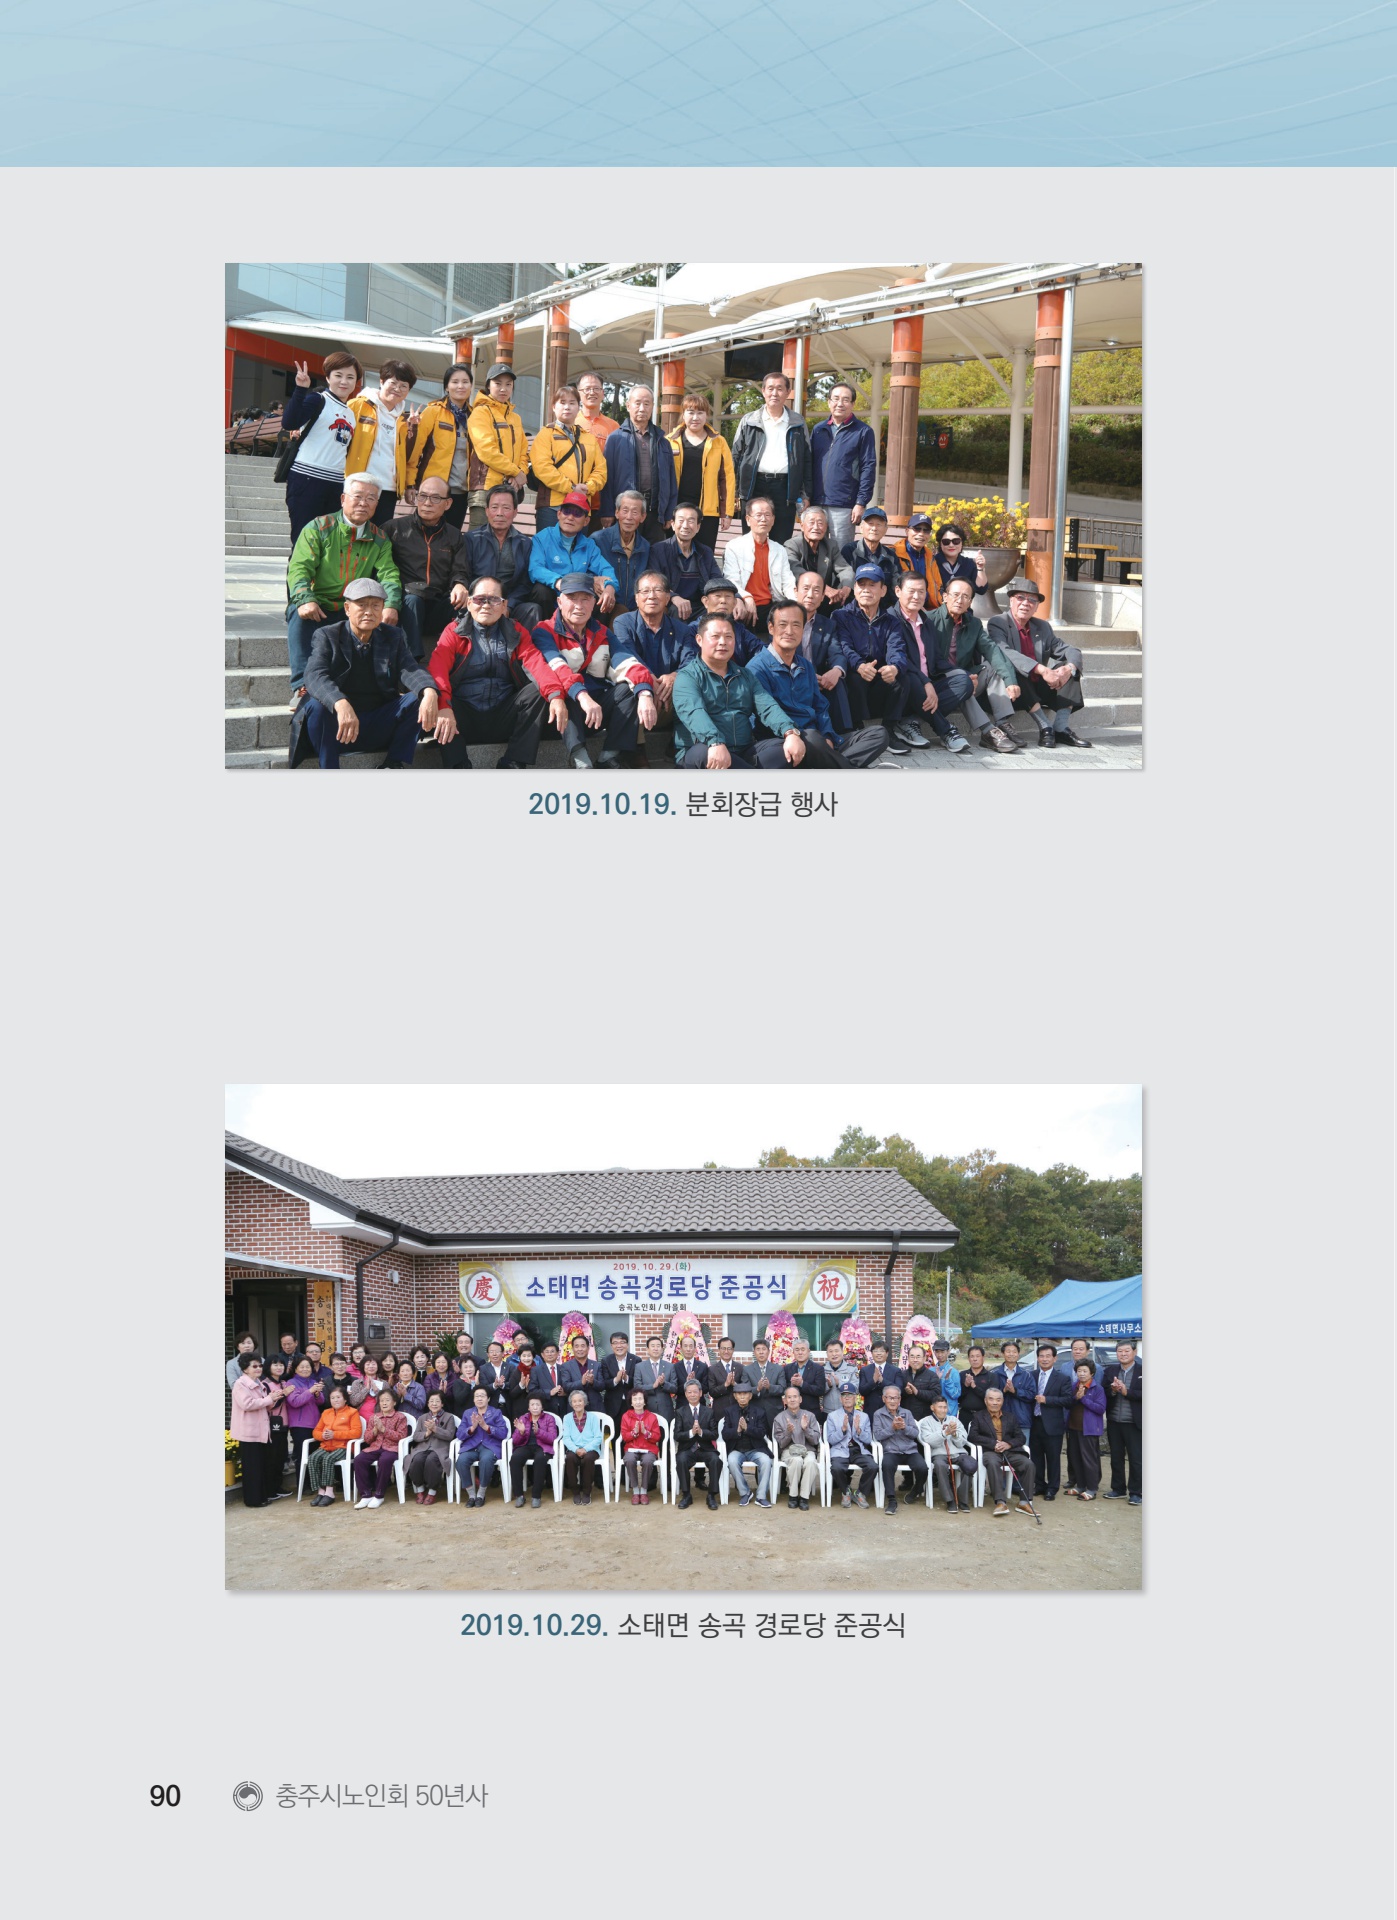 2019.10.19. 분회장급 행사
慶
2019. 10. 29.(화)
소태면 송곡경로당 준공식
송곡노인회 / 마을회
祝
소태면사무소
송곡경
2019.10.29. 소태면 송곡 경로당 준공식
90
충주시노인회 50년사